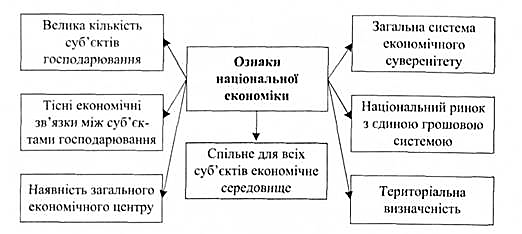 Велика кількість
суб’єктів
господарювання
Тісні економічні
зв’язки між суб’єк-
тами господарювання
Наявність загального
економічного центру
Ознаки
національної
економіки
Спільне для всіх
суб’єктів економічне
середовище
Загальна система
економічного
суверенітету
Національний ринок
з єдиною грошовою
системою
Територіальна
визначеність